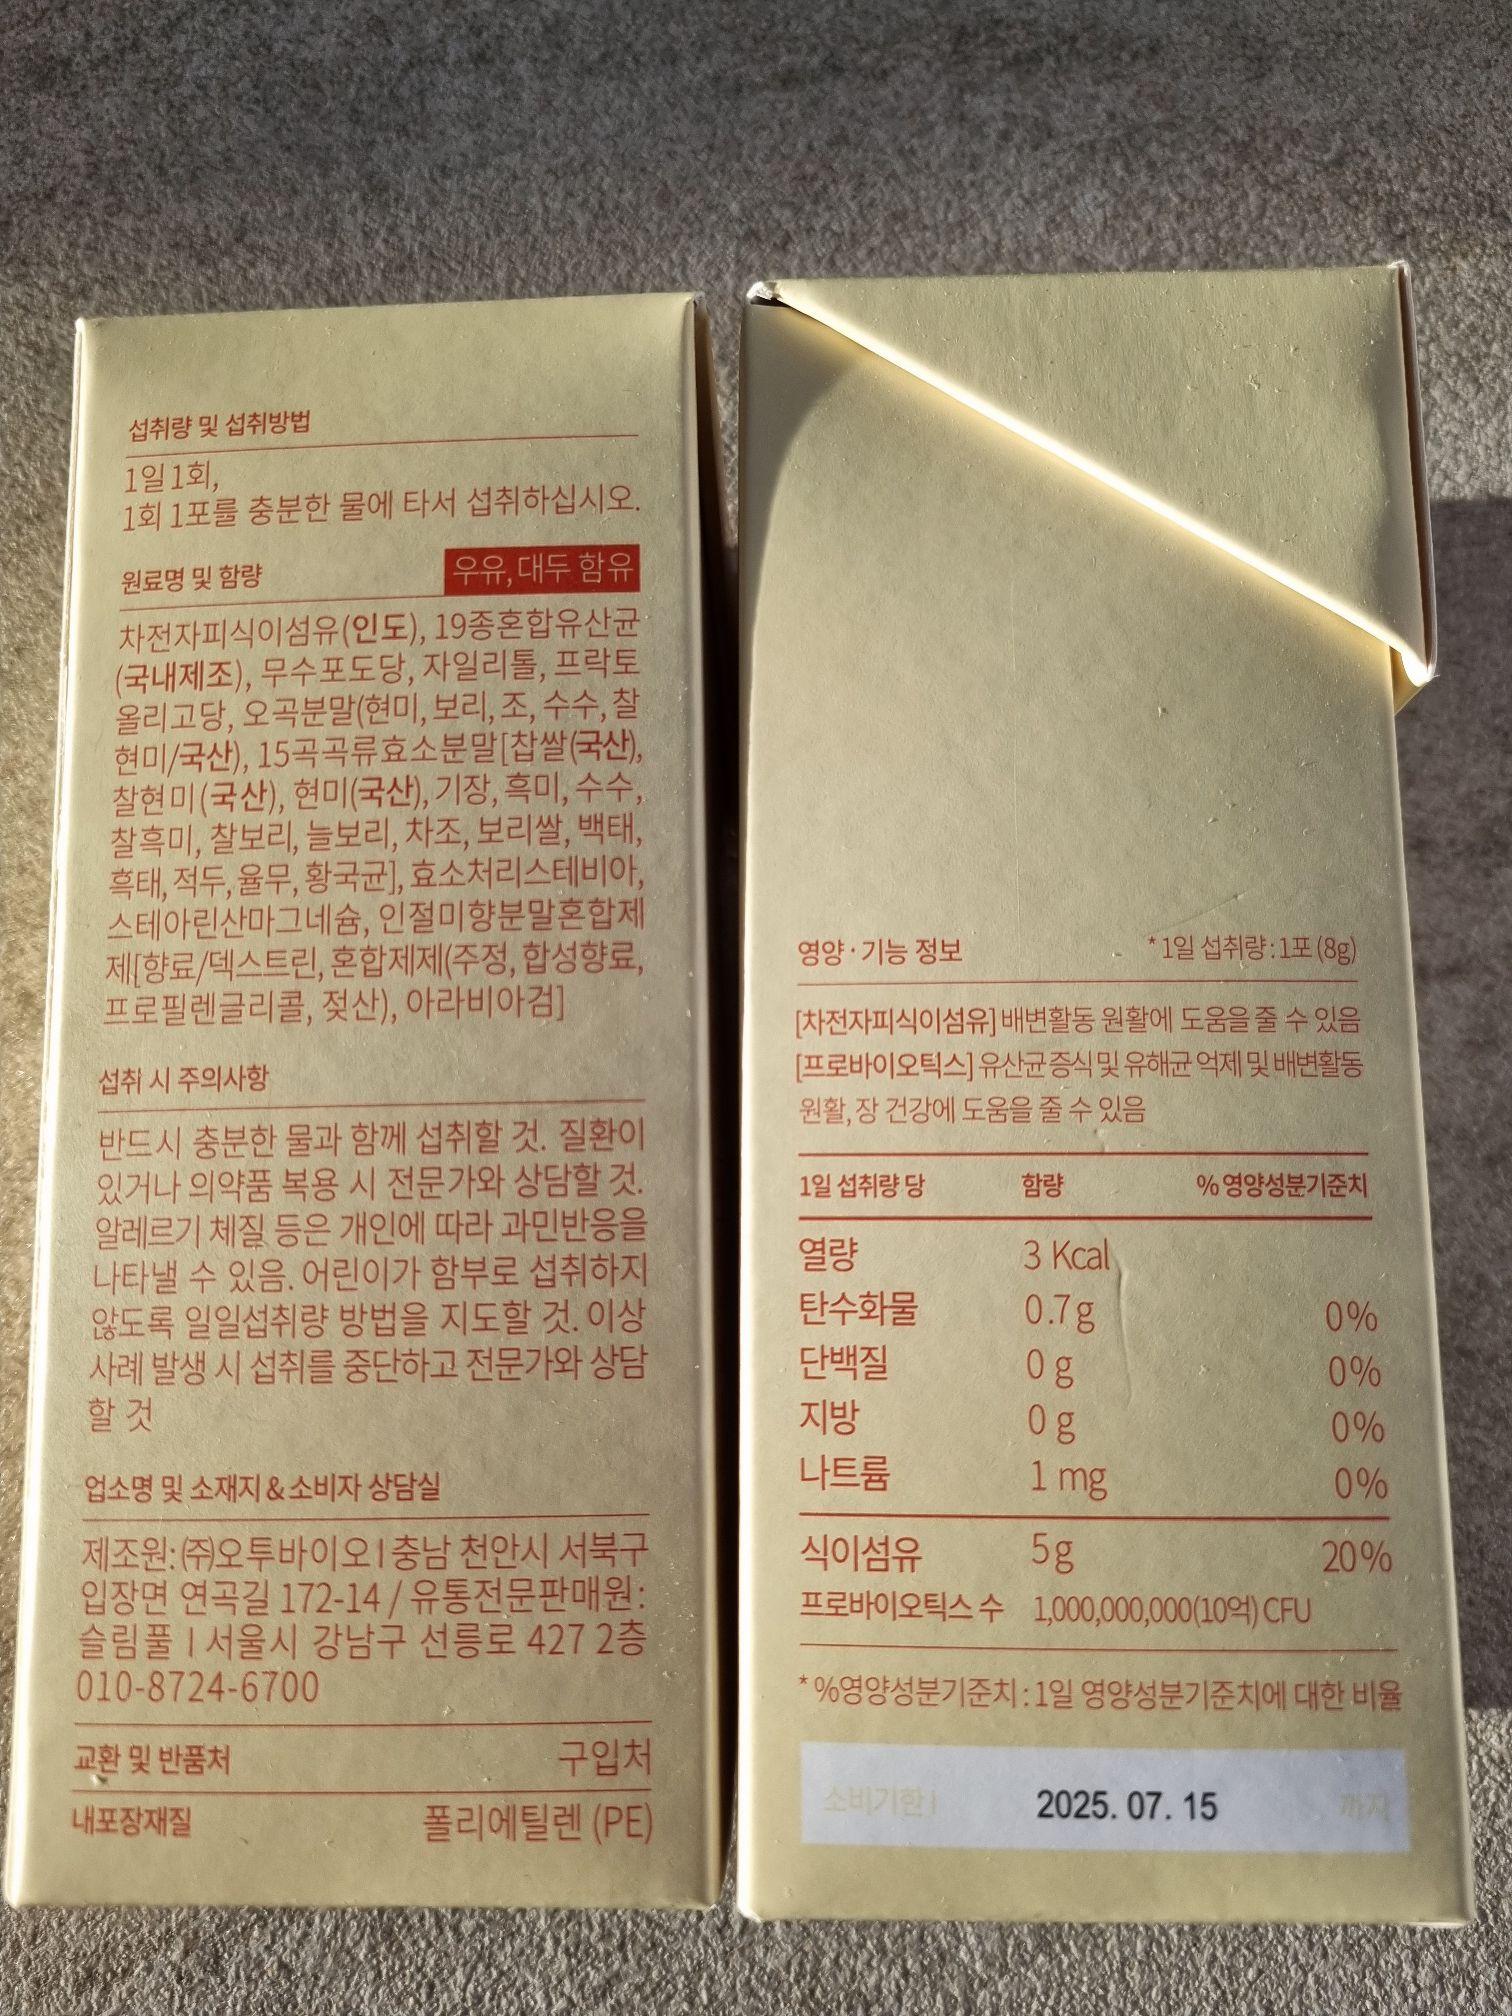 섭취량 및 섭취방법
1일 1회,
1회 1포를 충분한 물에 타서 섭취하십시오.
원료명 및 함량
우유, 대두 함유
차전자피식이섬유(인도), 19종혼합유산균
(국내제조), 무수포도당, 자일리톨, 프락토
올리고당, 오곡분말(현미, 보리, 조, 수수, 찰
현미/국산), 15곡곡류효소분말[찹쌀(국산),
찰현미(국산), 현미(국산), 기장, 흑미, 수수,
찰흑미, 찰보리, 늘보리, 차조, 보리쌀, 백태,
흑태, 적두, 율무, 황국균], 효소처리스테비아,
스테아린산마그네슘, 인절미향분말혼합제
제[향료/덱스트린, 혼합제제(주정, 합성향료,
프로필렌글리콜, 젖산), 아라비아검]
섭취 시 주의사항
반드시 충분한 물과 함께 섭취할 것. 질환이
있거나 의약품 복용 시 전문가와 상담할 것.
알레르기 체질 등은 개인에 따라 과민반응을
나타낼 수 있음. 어린이가 함부로 섭취하지
않도록 일일섭취량 방법을 지도할 것. 이상
사례 발생 시 섭취를 중단하고 전문가와 상담
할 것
업소명 및 소재지 & 소비자 상담실
제조원: ㈜오투바이오 I 충남 천안시 서북구
입장면 연곡길 172-14 / 유통전문판매원:
슬림풀 I 서울시 강남구 선릉로 427 2층
010-8724-6700
교환 및 반품처 구입처
내포장재질 폴리에틸렌 (PE)
영양·기능 정보 * 1일 섭취량 : 1포 (8g)
[차전자피식이섬유] 배변활동 원활에 도움을 줄 수 있음
[프로바이오틱스] 유산균 증식 및 유해균 억제 및 배변활동
원활, 장 건강에 도움을 줄 수 있음
1일 섭취량 당 함량 % 영양성분기준치
열량 3 Kcal
탄수화물 0.7g 0%
단백질 0 g 0%
지방 0 g 0%
나트륨 1 mg 0%
식이섬유 5g 20%
프로바이오틱스 수 1,000,000,000(10억) CFU
* %영양성분기준치 : 1일 영양성분기준치에 대한 비율
소비기한 I 2025. 07. 15 까지